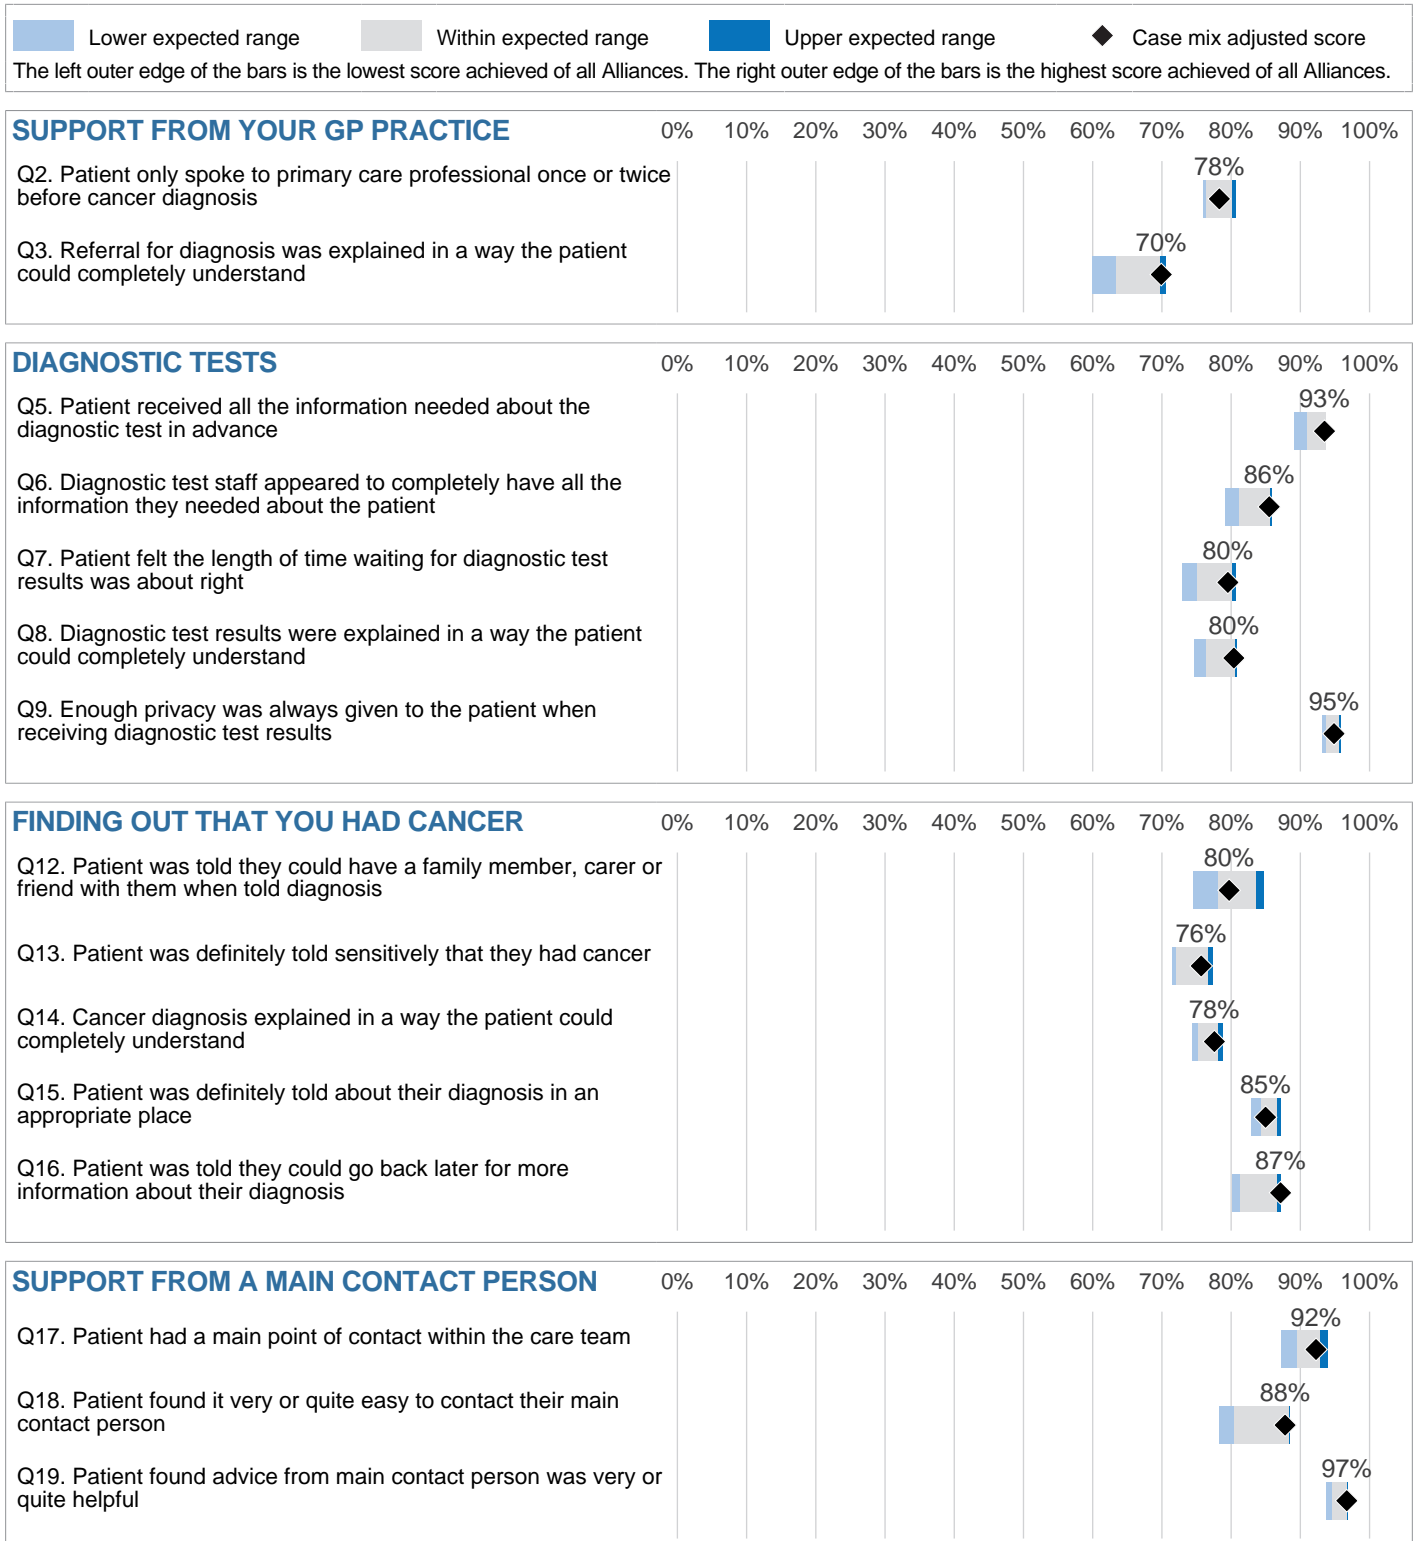 Lower expected range Within expected range Upper expected range Case mix adjusted score
The left outer edge of the bars is the lowest score achieved of all Alliances. The right outer edge of the bars is the highest score achieved of all Alliances.
SUPPORT FROM YOUR GP PRACTICE 0% 10% 20% 30% 40% 50% 60% 70% 80% 90% 100%
Q2. Patient only spoke to primary care professional once or twice
before cancer diagnosis
78%
Q3. Referral for diagnosis was explained in a way the patient
could completely understand
70%
DIAGNOSTIC TESTS 0% 10% 20% 30% 40% 50% 60% 70% 80% 90% 100%
Q5. Patient received all the information needed about the
diagnostic test in advance
93%
Q6. Diagnostic test staff appeared to completely have all the
information they needed about the patient
86%
Q7. Patient felt the length of time waiting for diagnostic test
results was about right
80%
Q8. Diagnostic test results were explained in a way the patient
could completely understand
80%
Q9. Enough privacy was always given to the patient when
receiving diagnostic test results
95%
FINDING OUT THAT YOU HAD CANCER 0% 10% 20% 30% 40% 50% 60% 70% 80% 90% 100%
Q12. Patient was told they could have a family member, carer or
friend with them when told diagnosis
80%
Q13. Patient was definitely told sensitively that they had cancer
76%
Q14. Cancer diagnosis explained in a way the patient could
completely understand
78%
Q15. Patient was definitely told about their diagnosis in an
appropriate place
85%
Q16. Patient was told they could go back later for more
information about their diagnosis
87%
SUPPORT FROM A MAIN CONTACT PERSON 0% 10% 20% 30% 40% 50% 60% 70% 80% 90% 100%
Q17. Patient had a main point of contact within the care team
92%
Q18. Patient found it very or quite easy to contact their main
contact person
88%
Q19. Patient found advice from main contact person was very or
quite helpful
97%